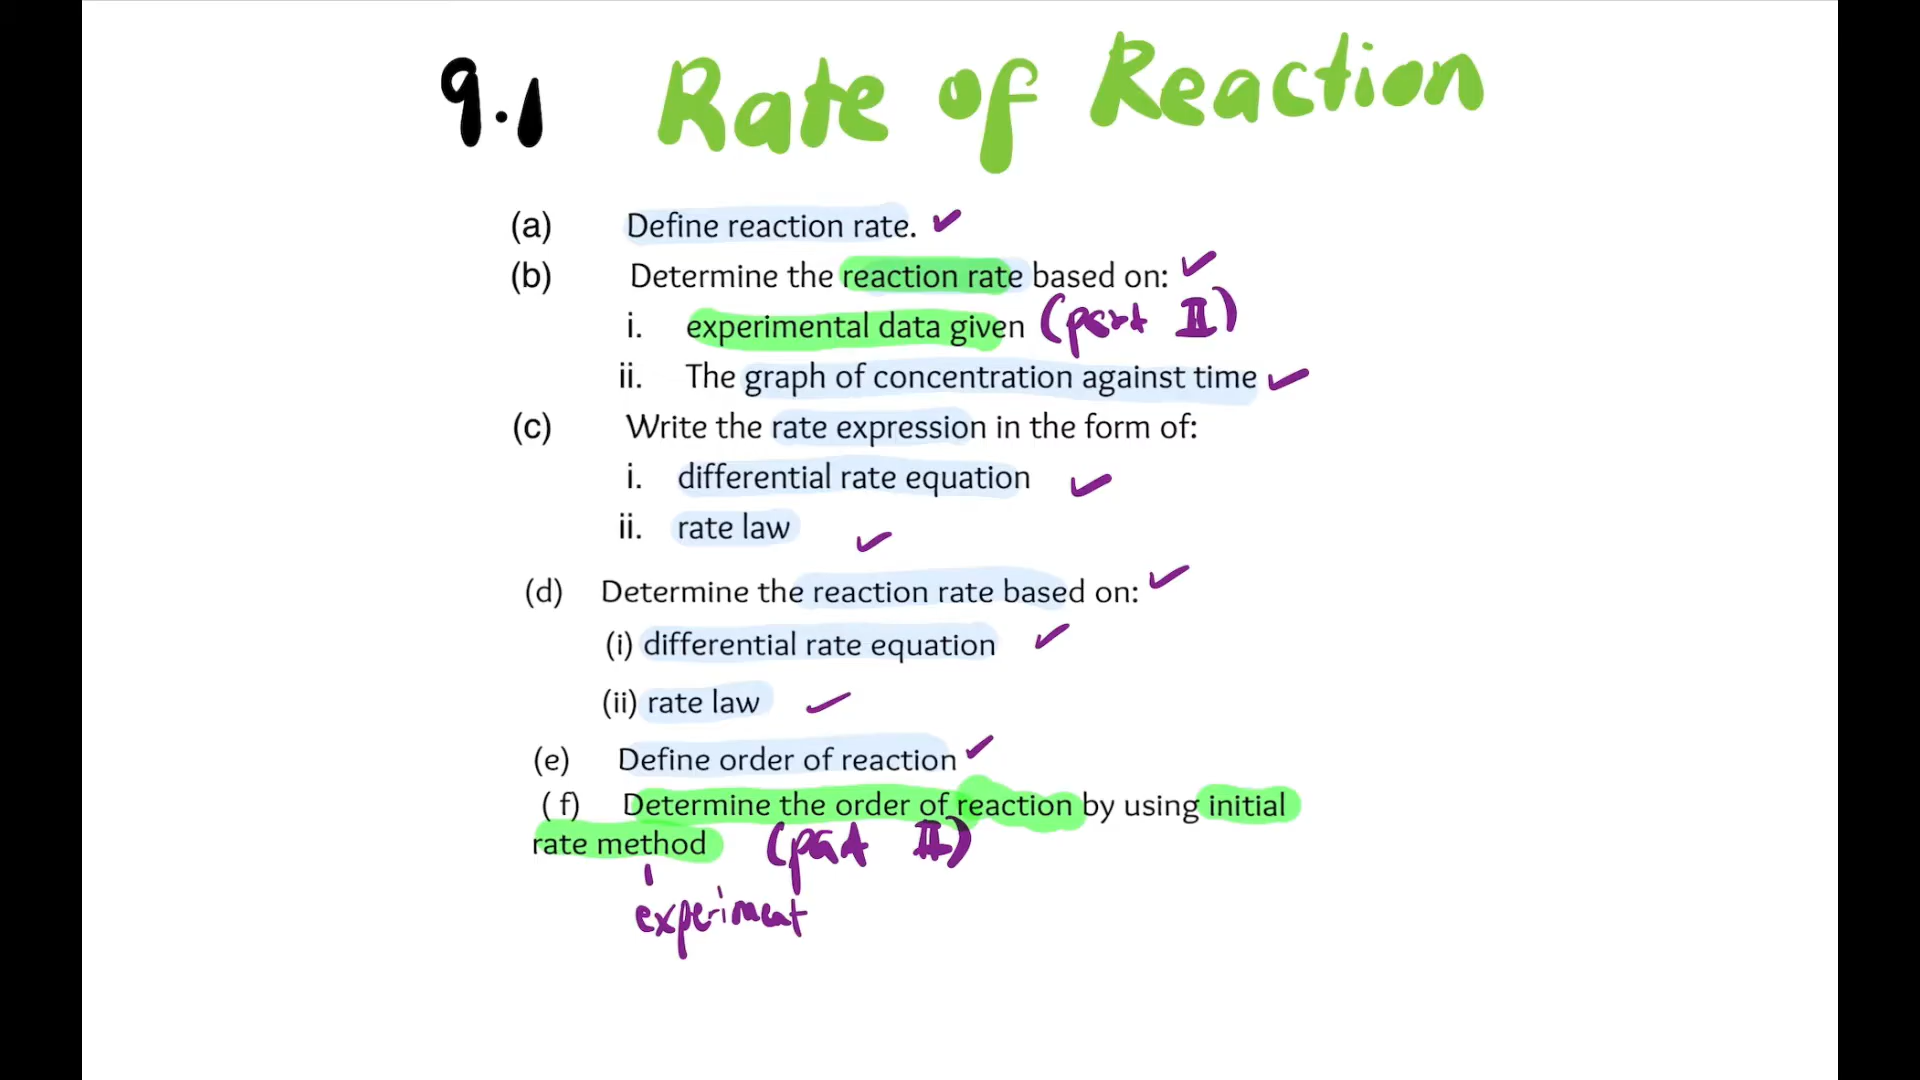 9.1 Rate of Reaction
(a) Define reaction rate. ✓
(b) Determine the reaction rate based on: ✓
i. experimental data given (part II)
ii. The graph of concentration against time ✓
(c) Write the rate expression in the form of:
i. differential rate equation ✓
ii. rate law ✓
(d) Determine the reaction rate based on: ✓
(i) differential rate equation ✓
(ii) rate law ✓
(e) Define order of reaction ✓
( f) Determine the order of reaction by using initial
rate method (part II)
experiment